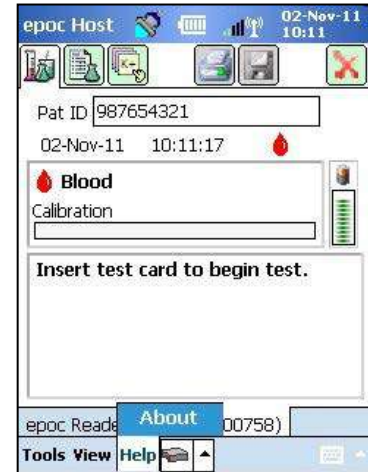 epoc Host 02-Nov-11
10:11
Pat ID 987654321
02-Nov-11 10:11:17
Blood
Calibration
Insert test card to begin test.
About
epoc Reade 00758)
Tools View Help